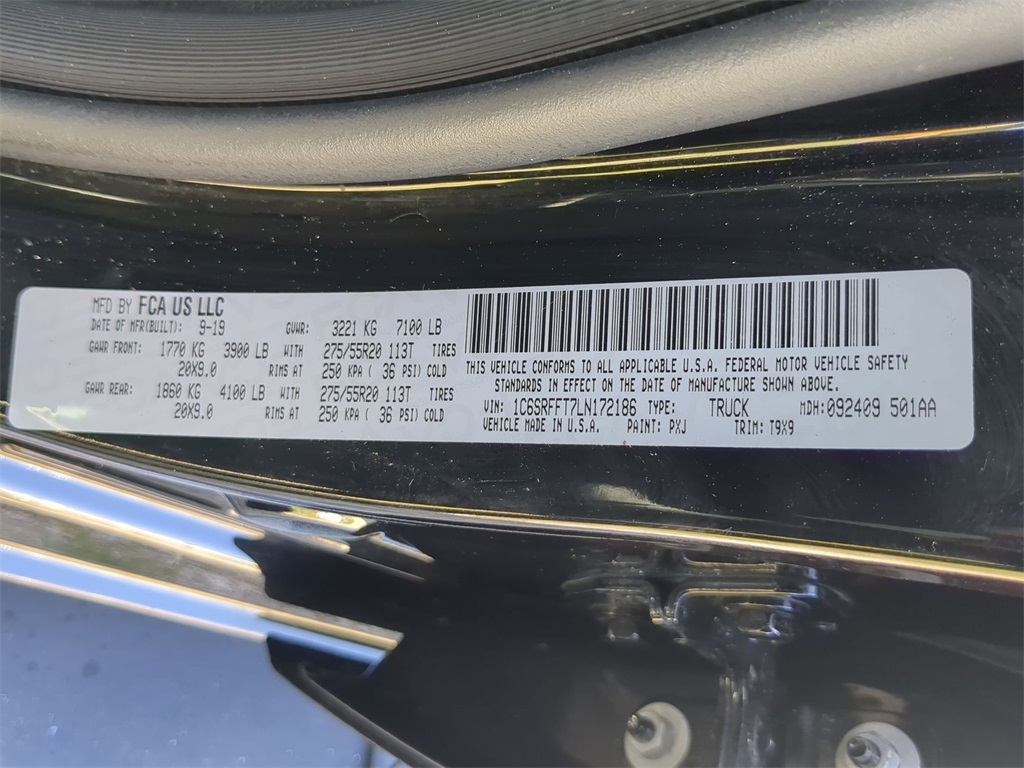 MFD BY FCA US LLC
DATE OF MFR(BUILT): 9-19 GVWR: 3221 KG 7100 LB
GAWR FRONT: 1770 KG 3900 LB WITH 275/55R20 113T TIRES
20X9.0 RIMS AT 250 KPA ( 36 PSI) COLD
GAWR REAR: 1860 KG 4100 LB WITH 275/55R20 113T TIRES
20X9.0 RIMS AT 250 KPA ( 36 PSI) COLD
THIS VEHICLE CONFORMS TO ALL APPLICABLE U.S.A. FEDERAL MOTOR VEHICLE SAFETY
STANDARDS IN EFFECT ON THE DATE OF MANUFACTURE SHOWN ABOVE.
VIN: 1C6SRFFT7LN172186 TYPE: TRUCK MDH:092409 501AA
VEHICLE MADE IN U.S.A. PAINT: PXJ TRIM: T9X9